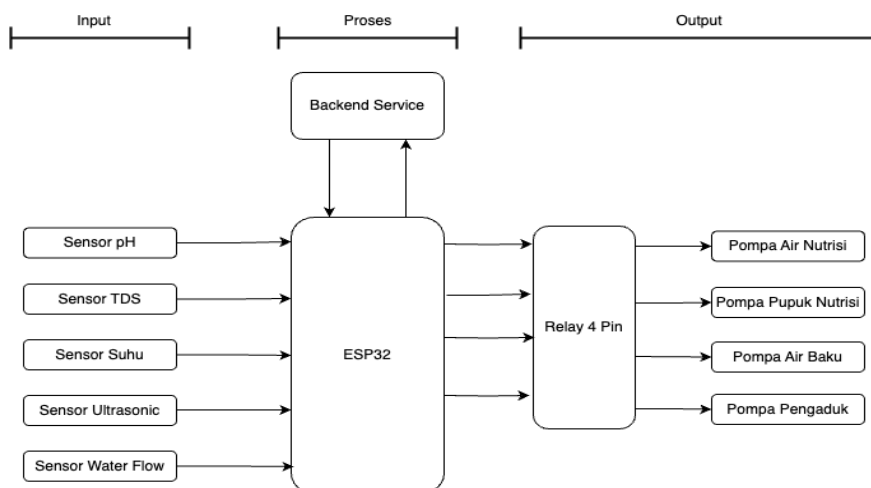 Input
Proses
Output
Backend Service
Sensor pH
Sensor TDS
Sensor Suhu
Sensor Ultrasonic
Sensor Water Flow
ESP32
Relay 4 Pin
Pompa Air Nutrisi
Pompa Pupuk Nutrisi
Pompa Air Baku
Pompa Pengaduk